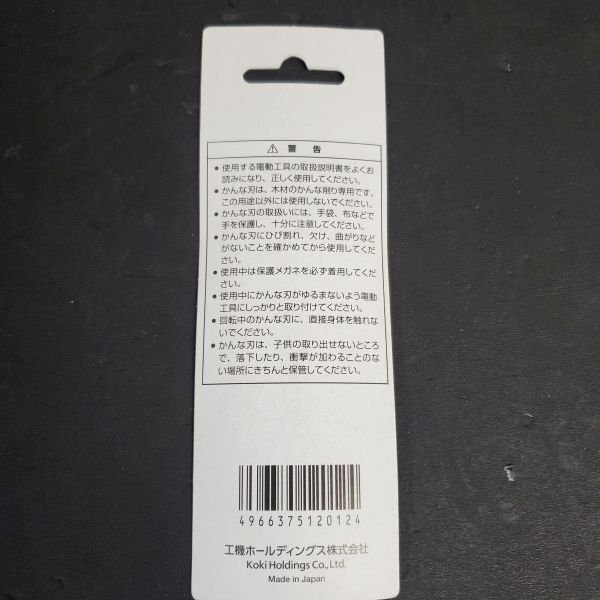 ⚠ 警告
● 使用する電動工具の取扱説明書をよくお
読みになり、正しく使用してください。
● かんな刃は、木材のかんな削り専用です。
この用途以外には使用しないでください。
● かんな刃の取扱いには、手袋、布などで
手を保護し、十分に注意してください。
● かんな刃にひび割れ、欠け、曲がりなど
がないことを確かめてから使用してくだ
さい。
● 使用中は保護メガネを必ず着用してくだ
さい。
● 使用中にかんな刃がゆるまないよう電動
工具にしっかりと取り付けてください。
● 回転中のかんな刃に、直接身体を触れな
いでください。
● かんな刃は、子供の取り出せないところ
で、落下したり、衝撃が加わることのな
い場所にきちんと保管してください。
4966375120124
工機ホールディングス株式会社
Koki Holdings Co., Ltd.
Made in Japan